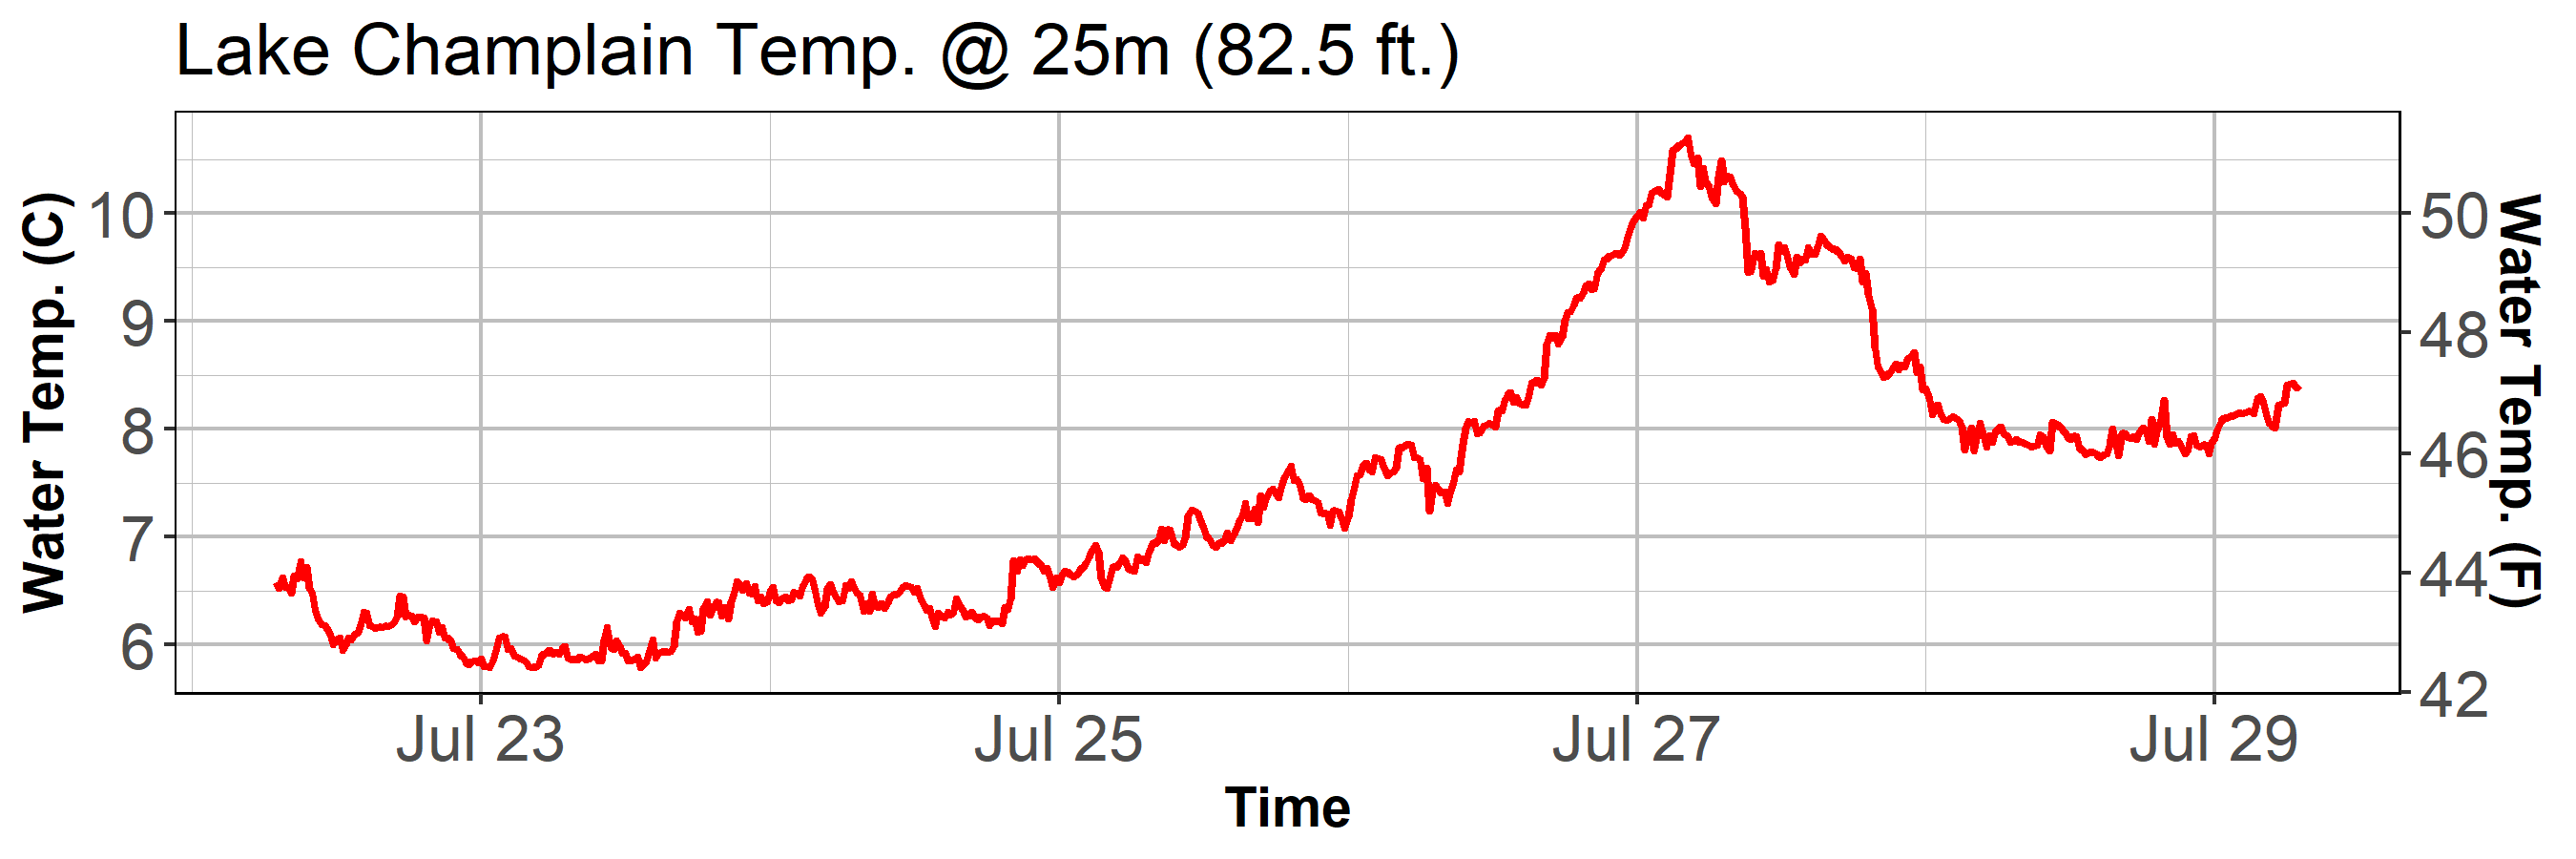 Lake Champlain Temp. @ 25m (82.5 ft.)
Water Temp. (C)
10
9
8
7
6
50
48
46
44
42
Water Temp. (F)
Jul 23
Jul 25
Jul 27
Jul 29
Time